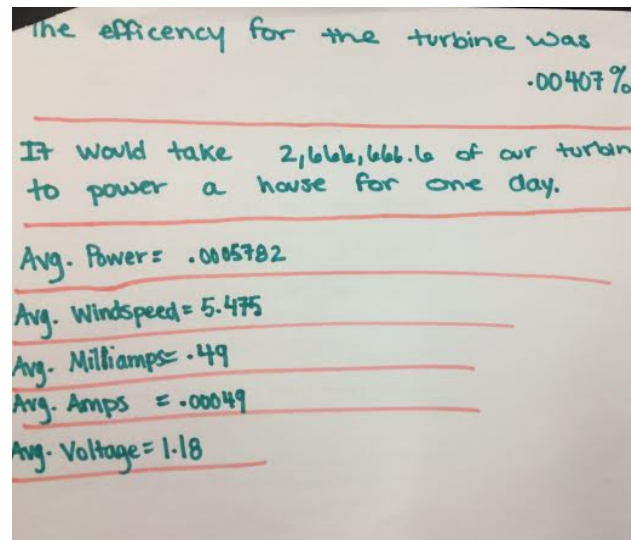 The efficency for the turbine was
.00407%
It would take 2,666,666.6 of our turbin
to power a house for one day.
Avg. Power= .0005782
Avg. Windspeed= 5.475
Avg. Milliamps= .49
Avg. Amps = .00049
Avg. Voltage= 1.18